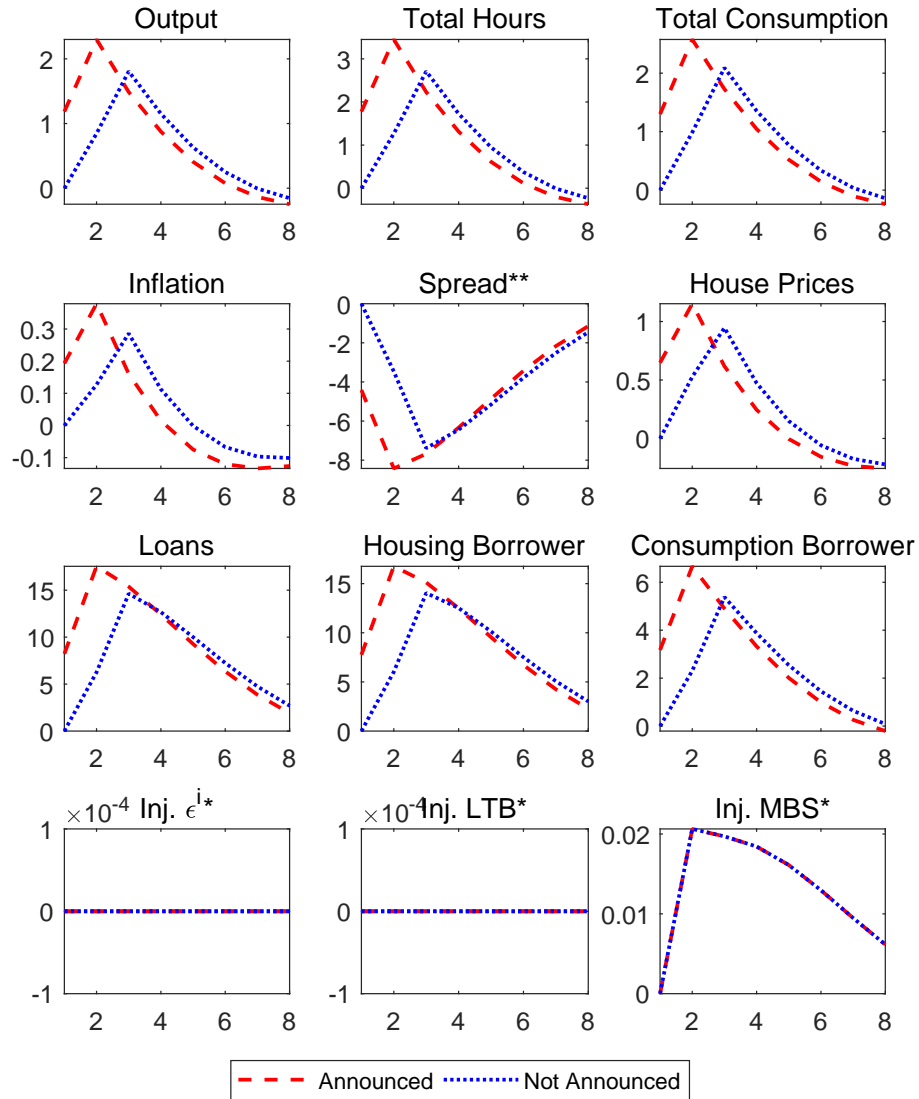 Output
Total Hours
Total Consumption
2
1
0
2 4 6 8
3
2
1
0
2 4 6 8
2
1
0
2 4 6 8
Inflation
Spread**
House Prices
0.3
0.2
0.1
0
-0.1
2 4 6 8
0
-2
-4
-6
-8
2 4 6 8
1
0.5
0
2 4 6 8
Loans
Housing Borrower
Consumption Borrower
15
10
5
0
2 4 6 8
15
10
5
0
2 4 6 8
6
4
2
0
2 4 6 8
×10⁻⁴ Inj. ϵⁱ*
×10⁻⁴ Inj. LTB*
Inj. MBS*
1
0
-1
2 4 6 8
1
0
-1
2 4 6 8
0.02
0.01
0
2 4 6 8
Announced
Not Announced